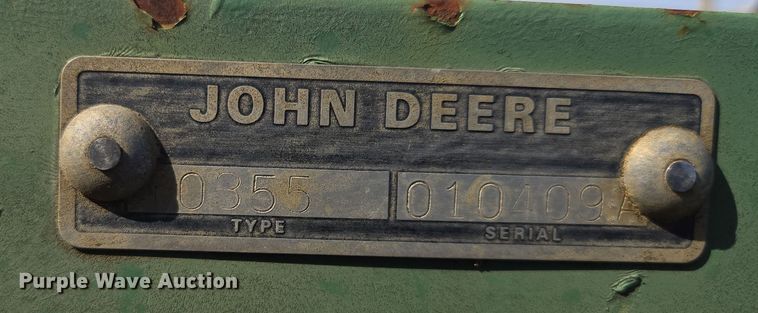 JOHN DEERE
0355 010409A
TYPE SERIAL
Purple Wave Auction